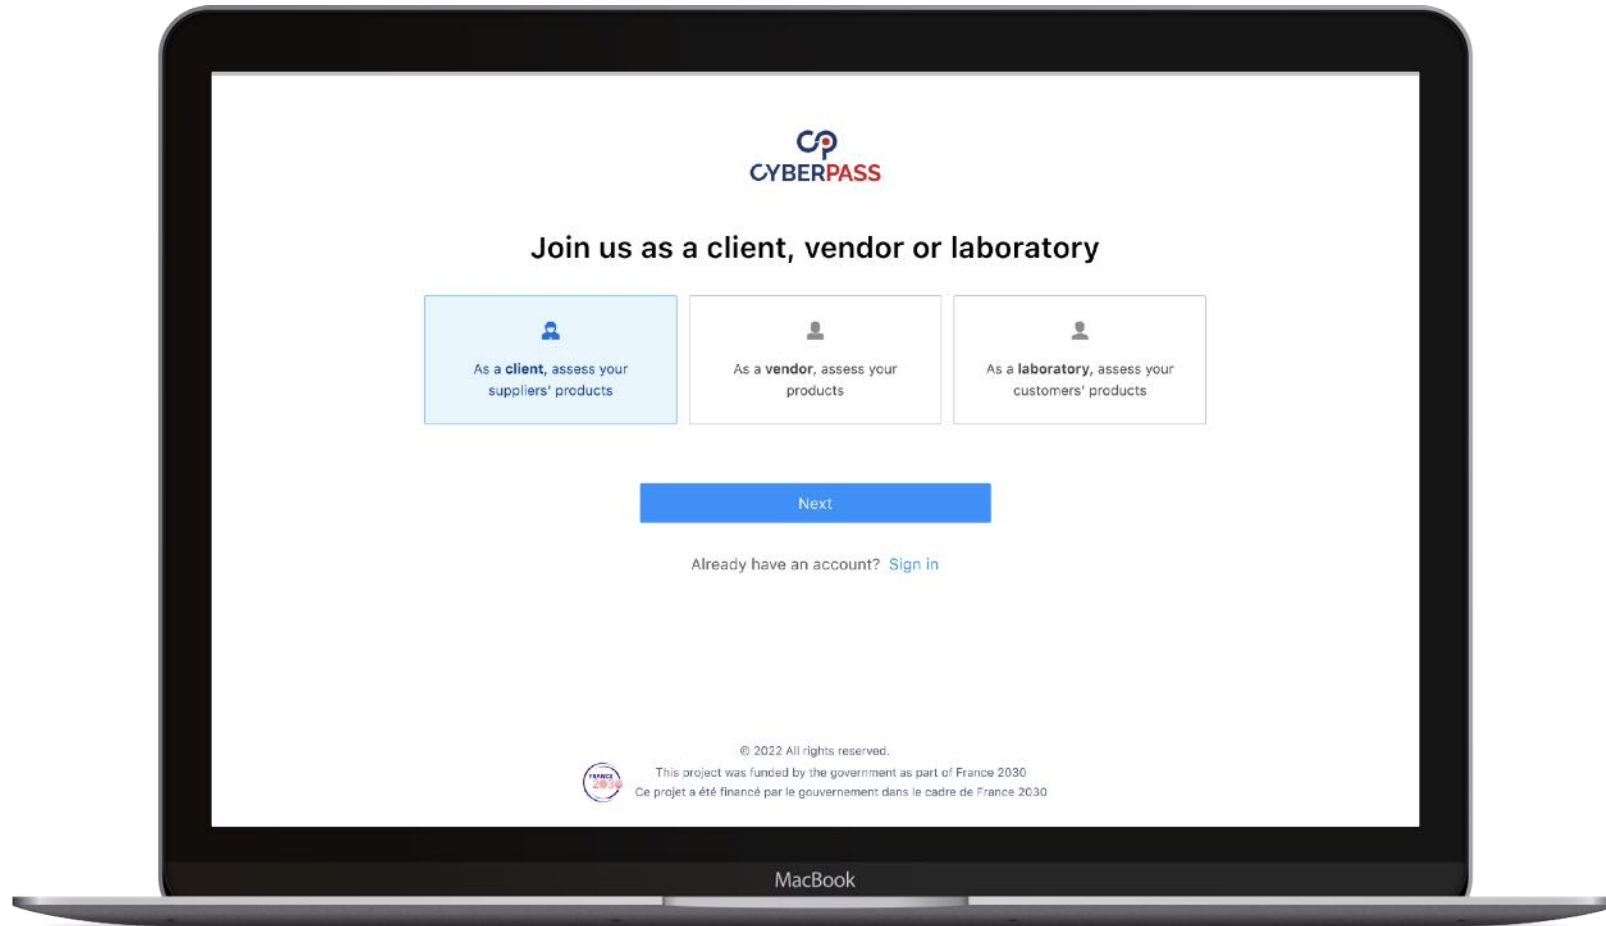 CP
CYBERPASS
Join us as a client, vendor or laboratory
As a client, assess your
suppliers' products
As a vendor, assess your
products
As a laboratory, assess your
customers' products
Next
Already have an account? Sign in
© 2022 All rights reserved.
FRANCE
2030
This project was funded by the government as part of France 2030
Ce projet a été financé par le gouvernement dans le cadre de France 2030
MacBook